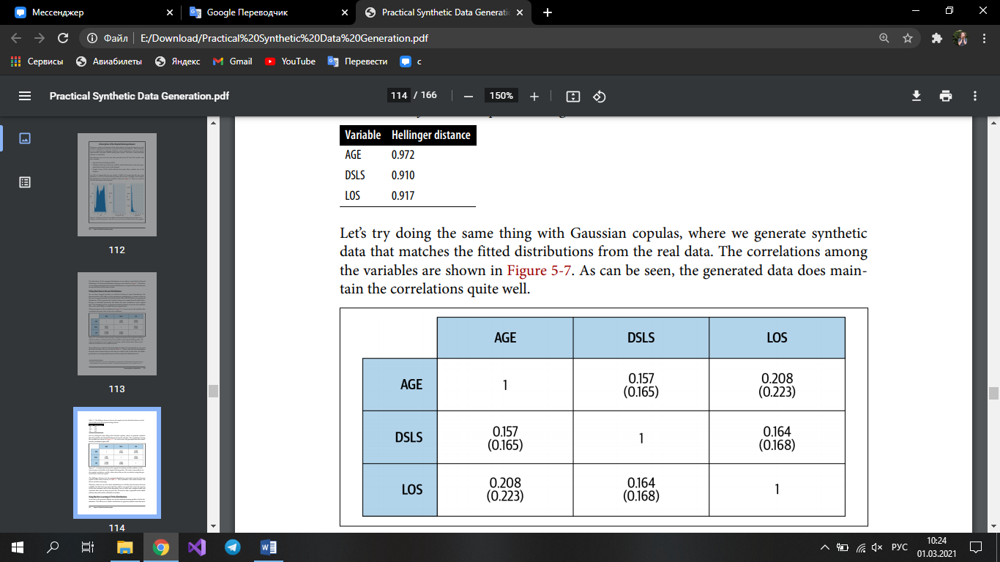 Мессенджер
Google Переводчик
Practical Synthetic Data Generati
Файл
E:/Download/Practical%20Synthetic%20Data%20Generation.pdf
Сервисы
Авиабилеты
Яндекс
Gmail
YouTube
Перевести
с
Practical Synthetic Data Generation.pdf
114 / 166
150%
112
113
114
Variable Hellinger distance
AGE 0.972
DSLS 0.910
LOS 0.917
Let’s try doing the same thing with Gaussian copulas, where we generate synthetic
data that matches the fitted distributions from the real data. The correlations among
the variables are shown in Figure 5-7. As can be seen, the generated data does main-
tain the correlations quite well.
AGE DSLS LOS
AGE 1 0.157 0.208
(0.165) (0.223)
DSLS 0.157 1 0.164
(0.165) (0.168)
LOS 0.208 0.164 1
(0.223) (0.168)
РУС
10:24
01.03.2021